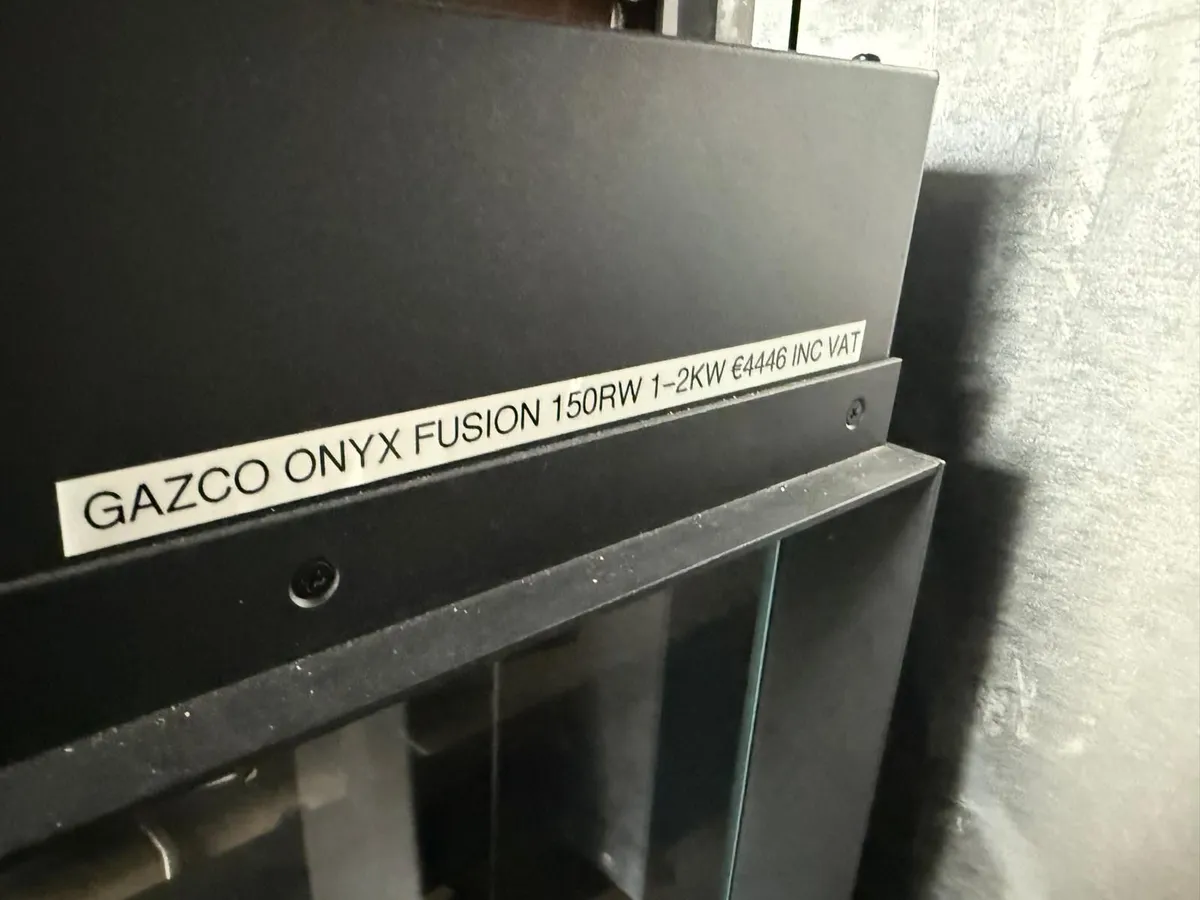 GAZCO ONYX FUSION 150RW 1-2KW €4446 INC VAT